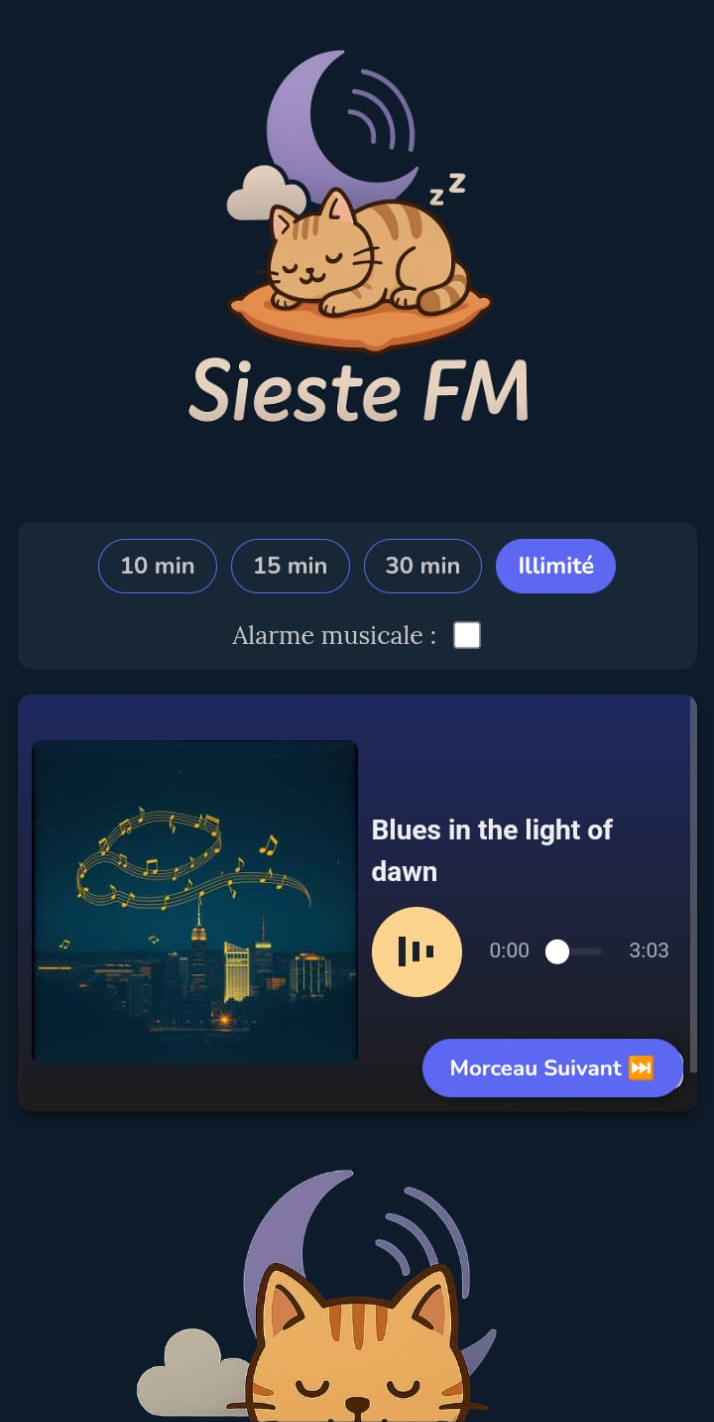 z z
Sieste FM
10 min 15 min 30 min Illimité
Alarme musicale :
Blues in the light of
dawn
0:00 3:03
Morceau Suivant ⏭